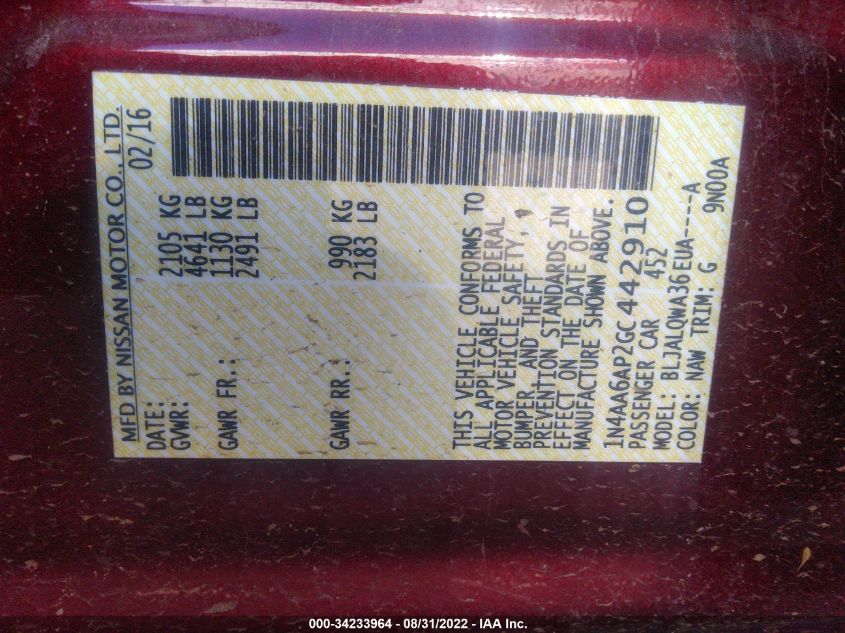 MFD BY NISSAN MOTOR CO., LTD.
DATE: 02/16
GVWR: 2105 KG
4641 LB
GAWR FR.: 1130 KG
2491 LB
GAWR RR.: 990 KG
2183 LB
THIS VEHICLE CONFORMS TO
ALL APPLICABLE FEDERAL
MOTOR VEHICLE SAFETY,
BUMPER, AND THEFT
PREVENTION STANDARDS IN
EFFECT ON THE DATE OF
MANUFACTURE SHOWN ABOVE.
1N4AA6AP2GC442910
PASSENGER CAR 452
MODEL: BLJALQWA36EUA----A
COLOR: NAW TRIM: G 9N00A
000-34233964 - 08/31/2022 - IAA Inc.